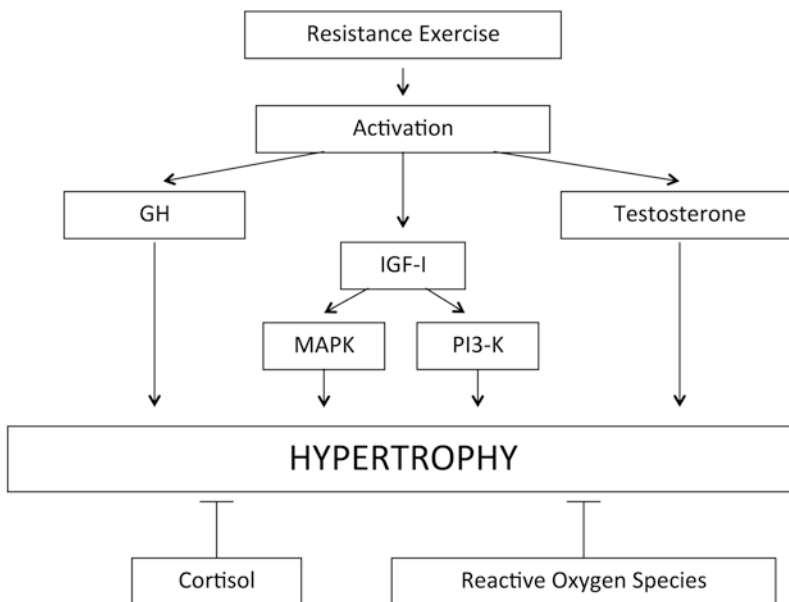 Resistance Exercise
Activation
GH
Testosterone
IGF-I
MAPK
PI3-K
HYPERTROPHY
Cortisol
Reactive Oxygen Species